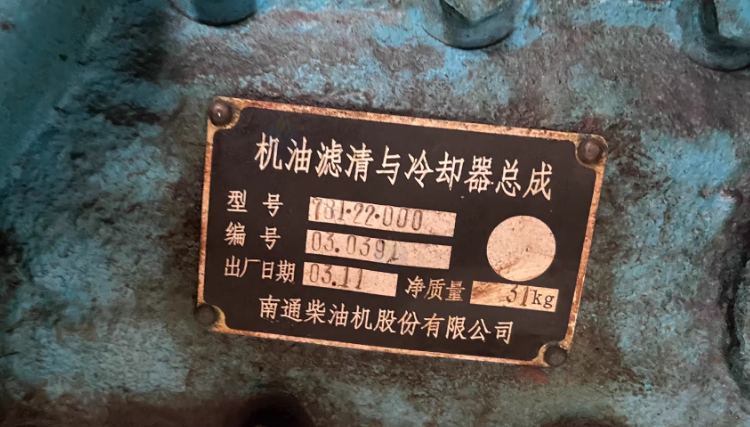 机油滤清与冷却器总成
型号 781·22·000
编号 03.0391
出厂日期 03.11 净质量 31kg
南通柴油机股份有限公司